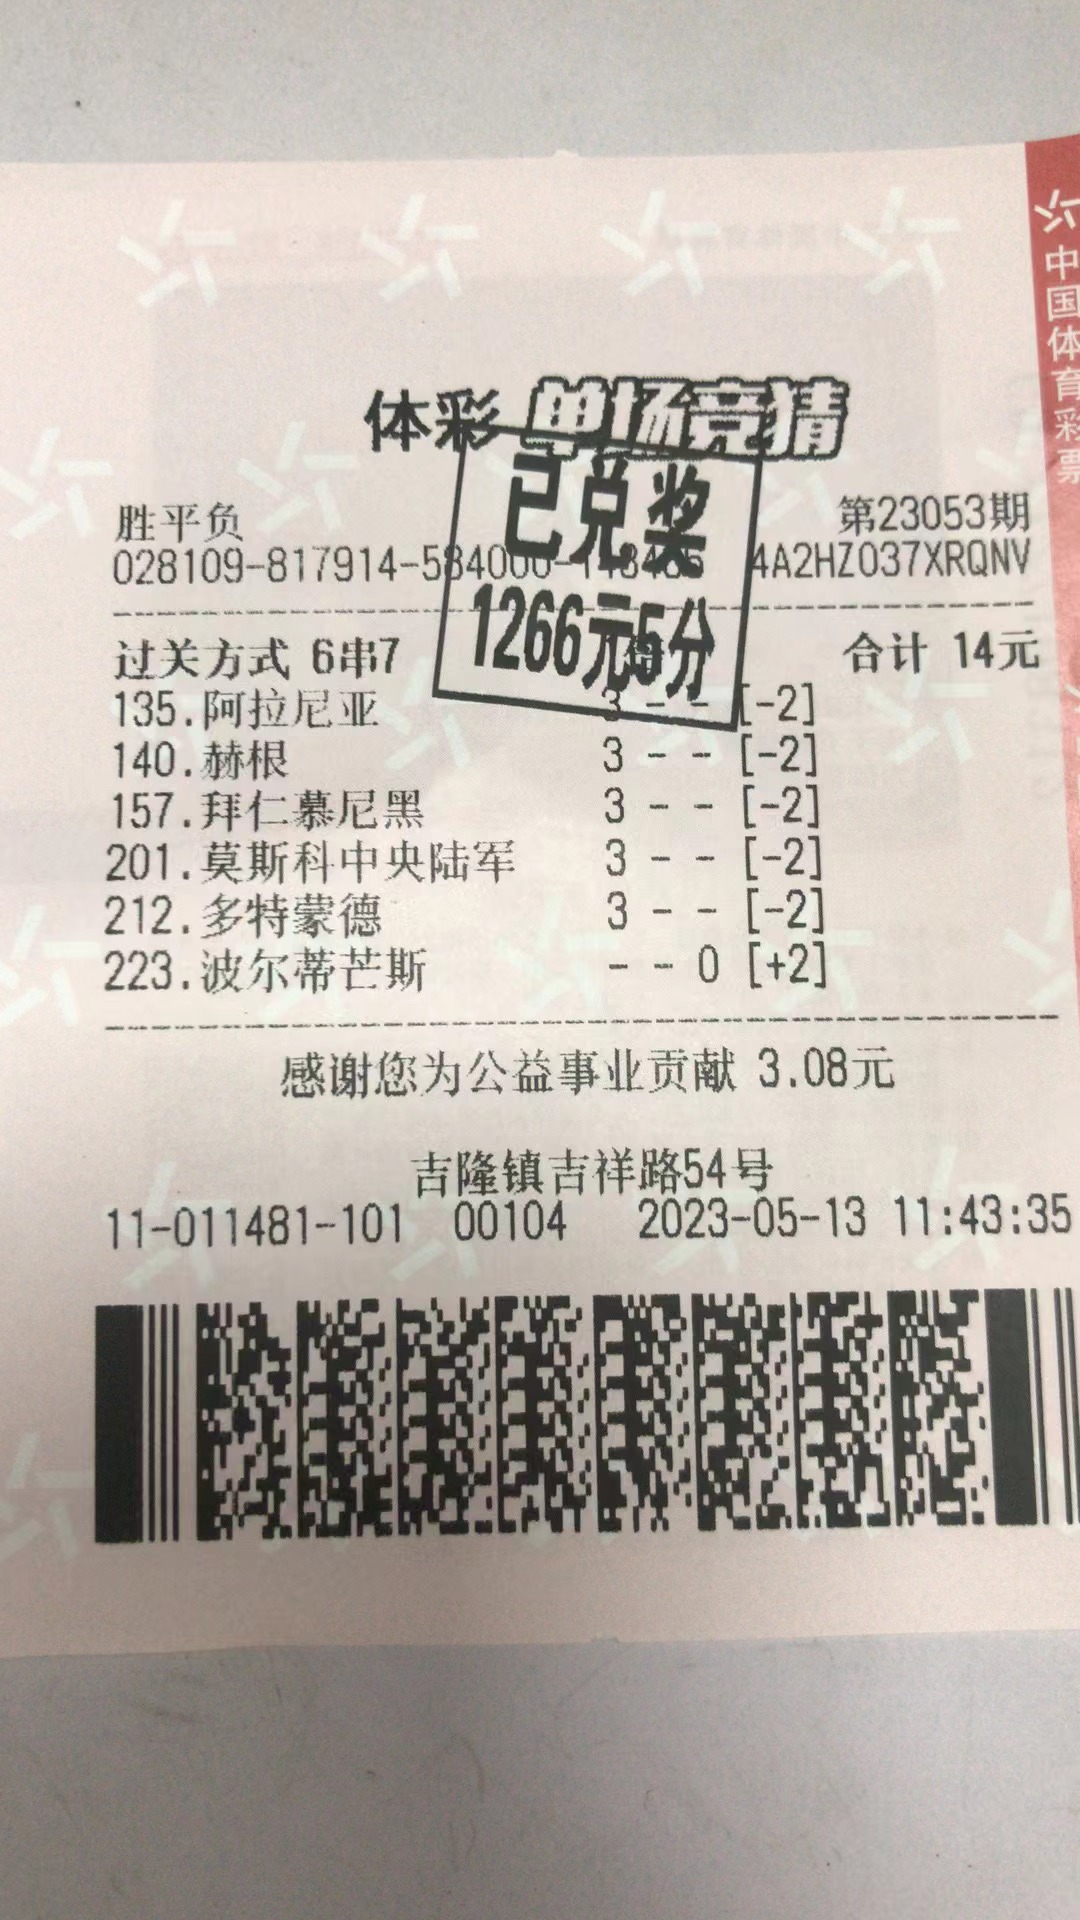 中国体育彩票
体彩 单场竞猜
已兑奖
1266元5分
胜平负 第23053期
028109-817914-584000- 4A2HZ037XRQNV
过关方式 6串7 合计 14元
135.阿拉尼亚 3 - - [-2]
140.赫根 3 - - [-2]
157.拜仁慕尼黑 3 - - [-2]
201.莫斯科中央陆军 3 - - [-2]
212.多特蒙德 3 - - [-2]
223.波尔蒂芒斯 - - 0 [+2]
感谢您为公益事业贡献 3.08元
吉隆镇吉祥路54号
11-011481-101 00104 2023-05-13 11:43:35